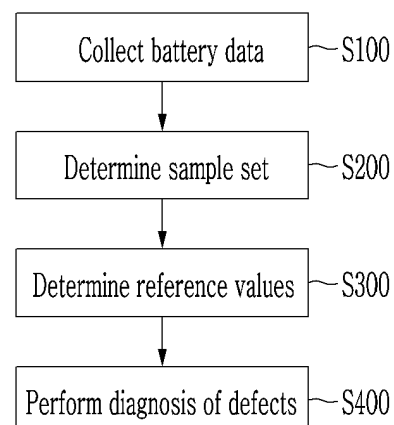 Collect battery data S100
Determine sample set S200
Determine reference values S300
Perform diagnosis of defects S400